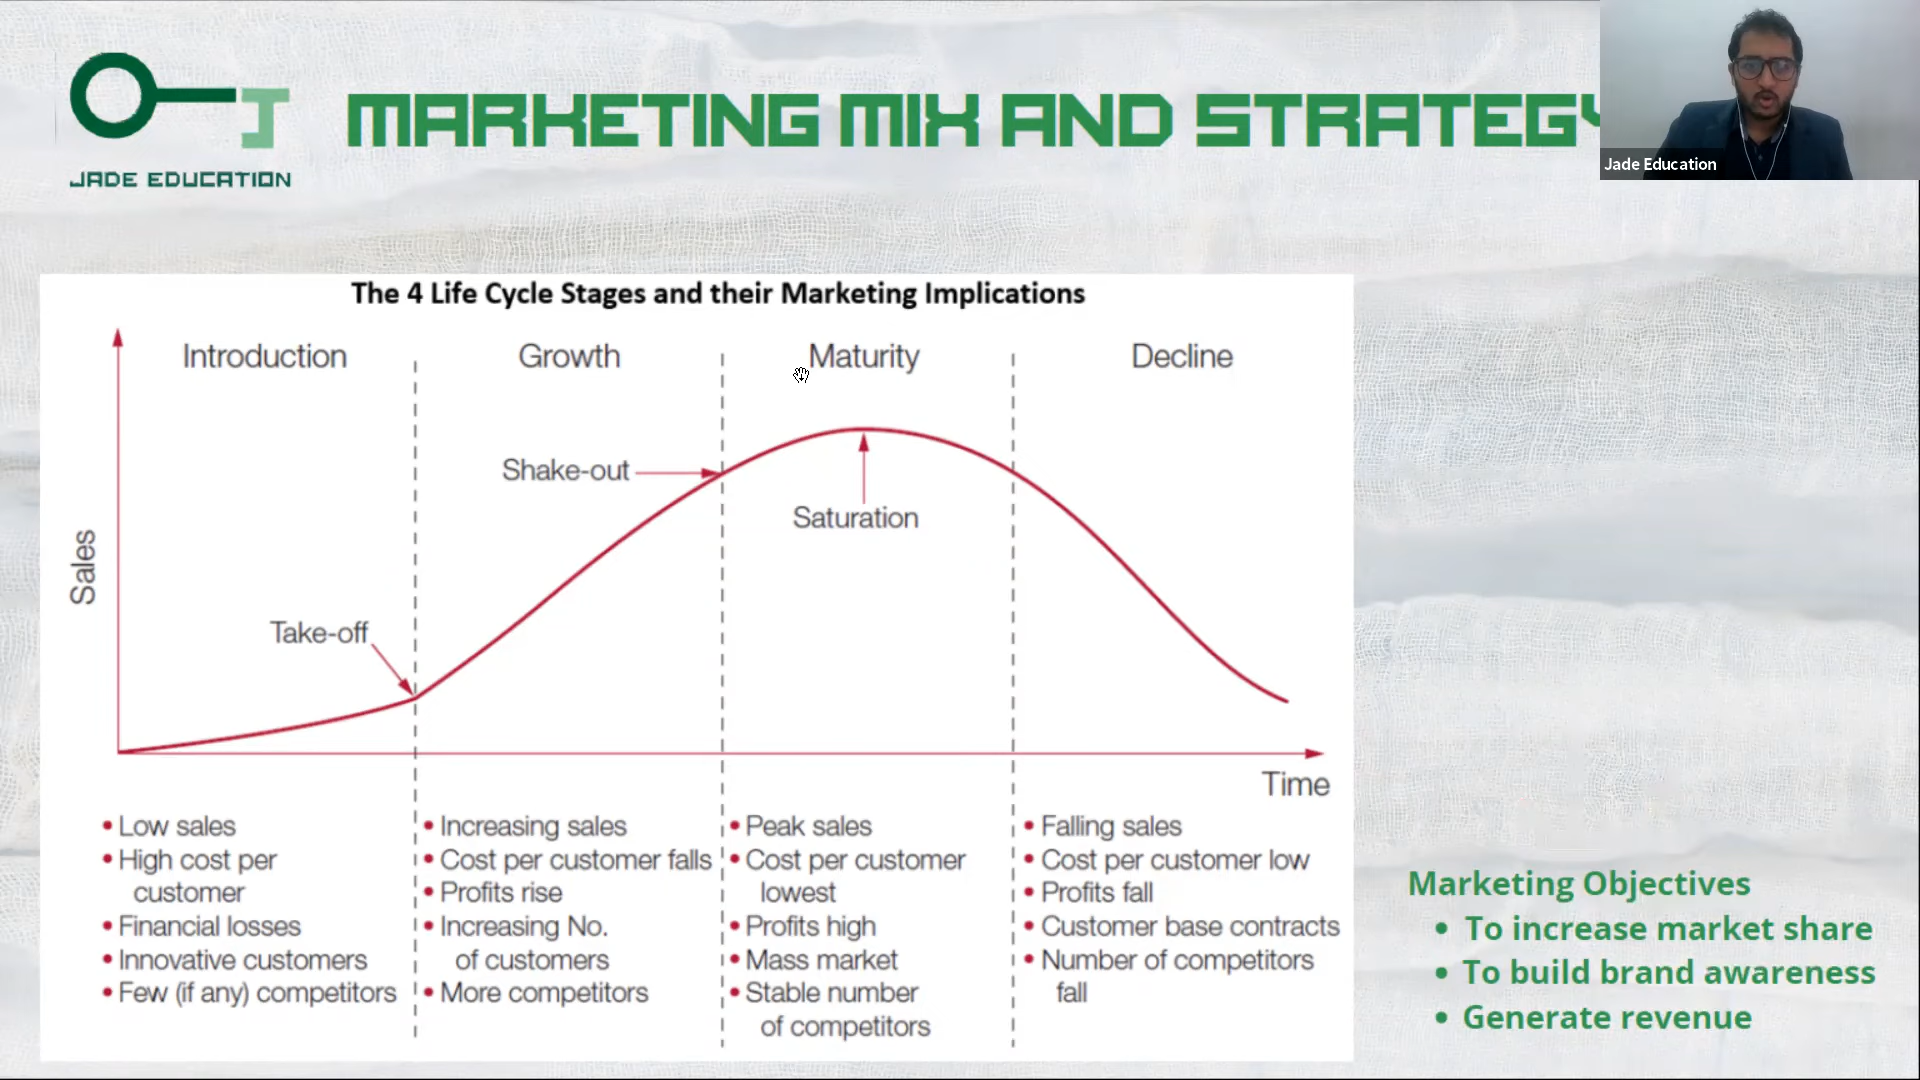 JADE EDUCATION
MARKETING MIX AND STRATEGY
Jade Education
The 4 Life Cycle Stages and their Marketing Implications
Introduction
Growth
Maturity
Decline
Shake-out
Saturation
Take-off
Sales
Time
• Low sales
• High cost per
customer
• Financial losses
• Innovative customers
• Few (if any) competitors
• Increasing sales
• Cost per customer falls
• Profits rise
• Increasing No.
of customers
• More competitors
• Peak sales
• Cost per customer
lowest
• Profits high
• Mass market
• Stable number
of competitors
• Falling sales
• Cost per customer low
• Profits fall
• Customer base contracts
• Number of competitors
fall
Marketing Objectives
• To increase market share
• To build brand awareness
• Generate revenue